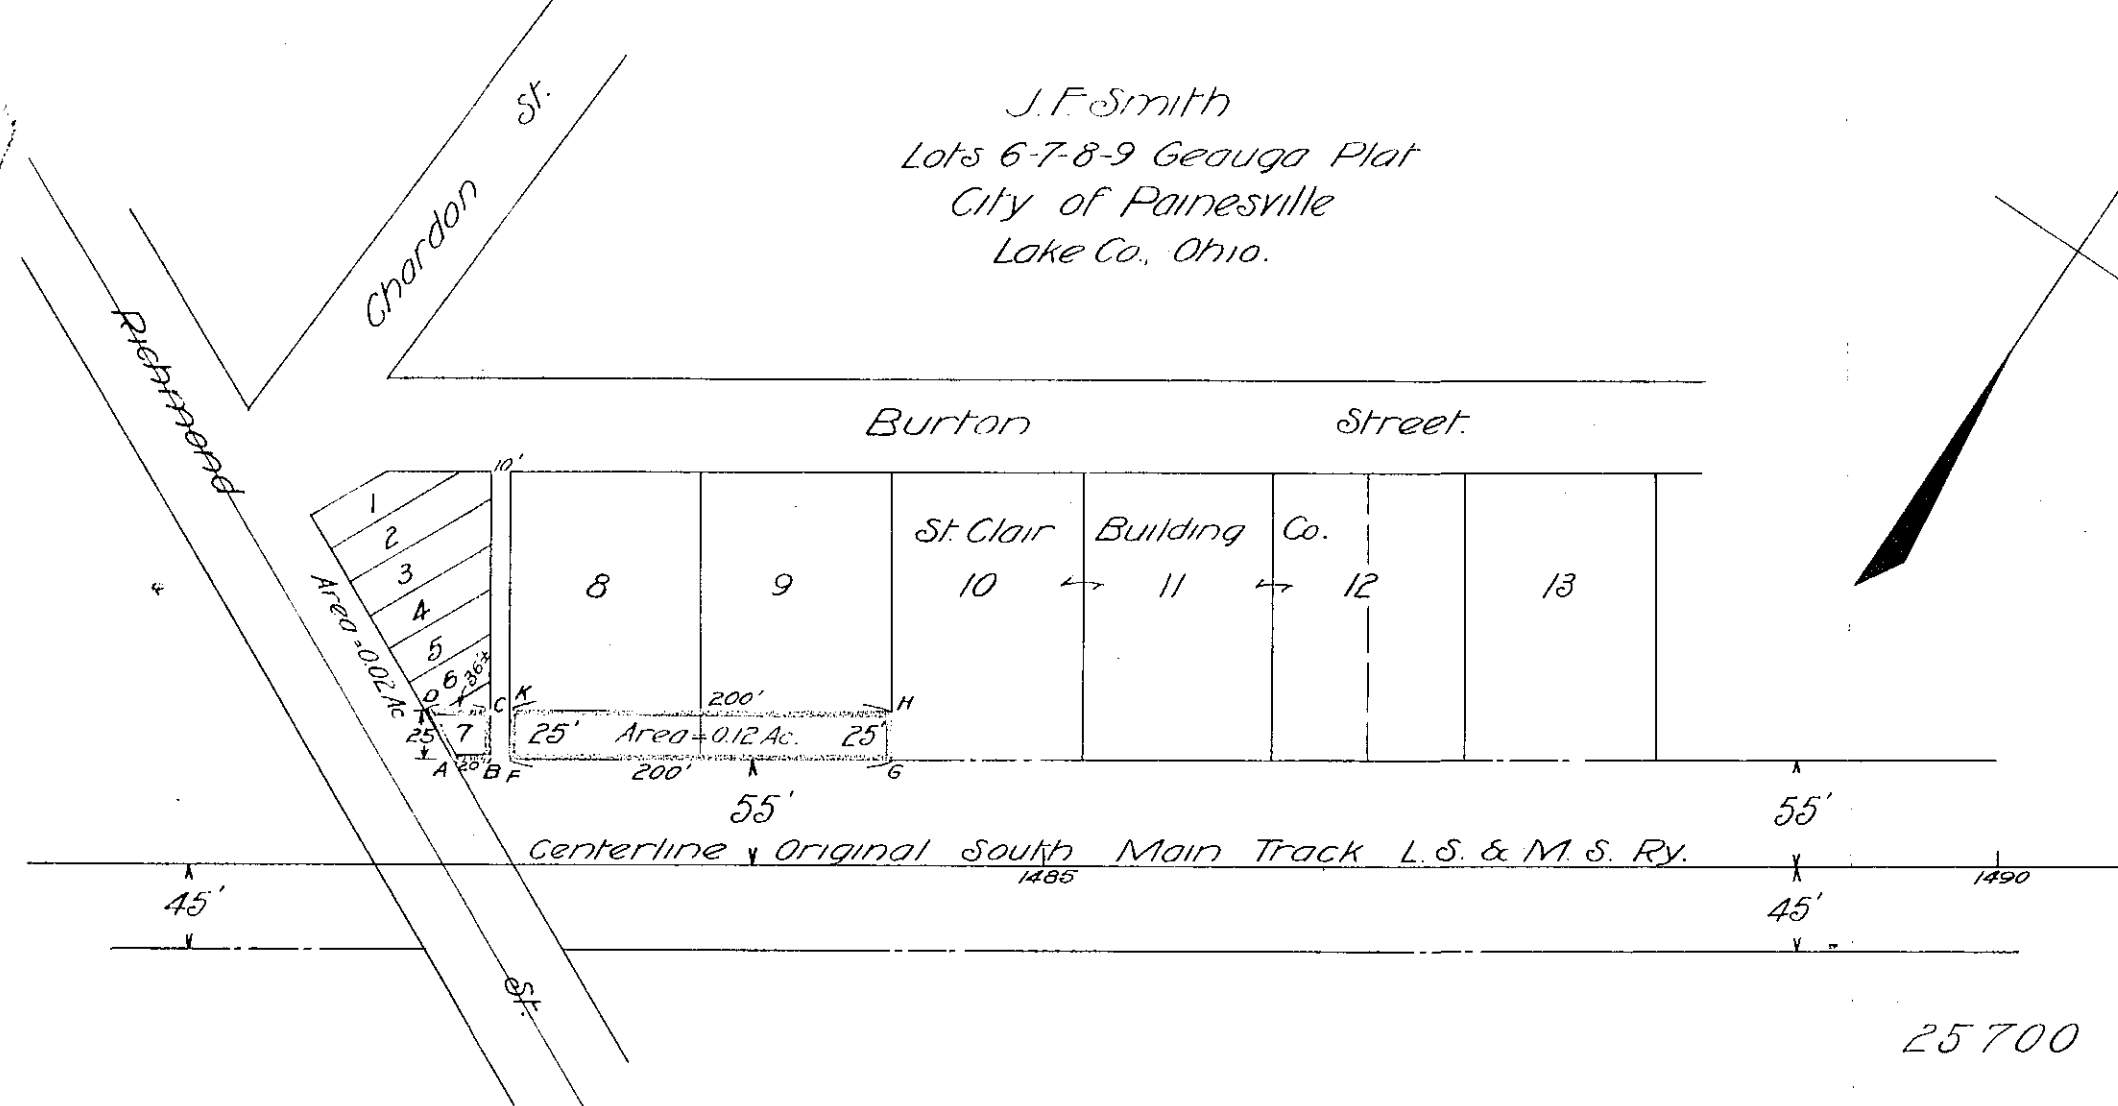 J. F. Smith
Lots 6-7-8-9 Geauga Plat
City of Painesville
Lake Co., Ohio.
Chardon St.
Richmond St.
Burton Street.
10'
1
2
3
4
5
6
36'±
7
8
9
St. Clair Building Co.
10 11 12
13
Area = 0.02 Ac
D C K 200' H
25' 25' Area = 0.12 Ac. 25'
A 20' B F 200' G
55' 55'
Centerline Original South Main Track L. S. & M. S. Ry.
1485 1490
45' 45'
25700